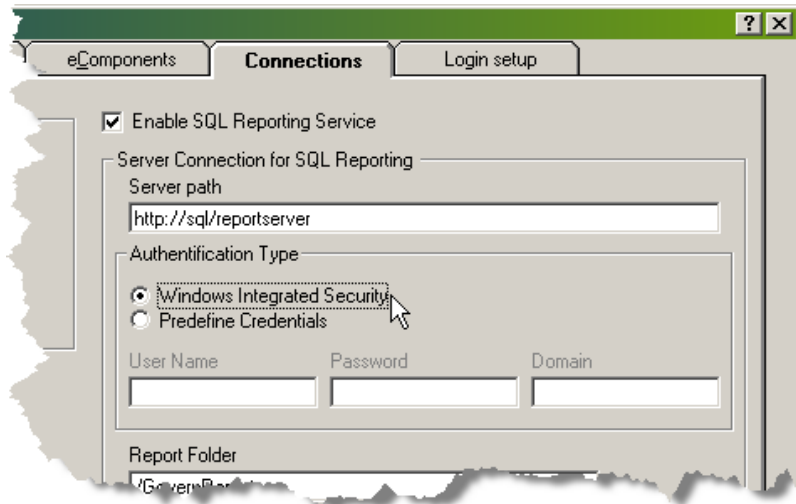 eComponents
Connections
Login setup
Enable SQL Reporting Service
Server Connection for SQL Reporting
Server path
http://sql/reportserver
Authentification Type
Windows Integrated Security
Predefine Credentials
User Name Password Domain
Report Folder